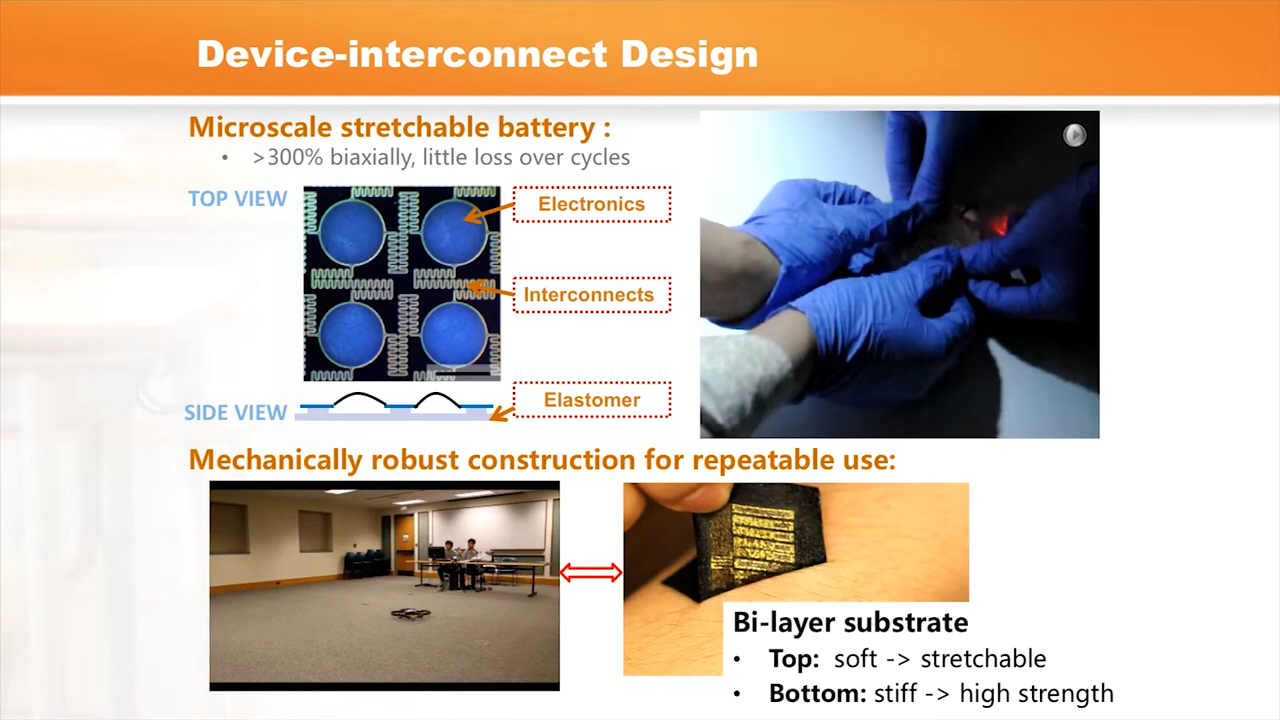 Device-interconnect Design
Microscale stretchable battery :
• >300% biaxially, little loss over cycles
TOP VIEW
Electronics
Interconnects
SIDE VIEW
Elastomer
Mechanically robust construction for repeatable use:
Bi-layer substrate
• Top: soft -> stretchable
• Bottom: stiff -> high strength